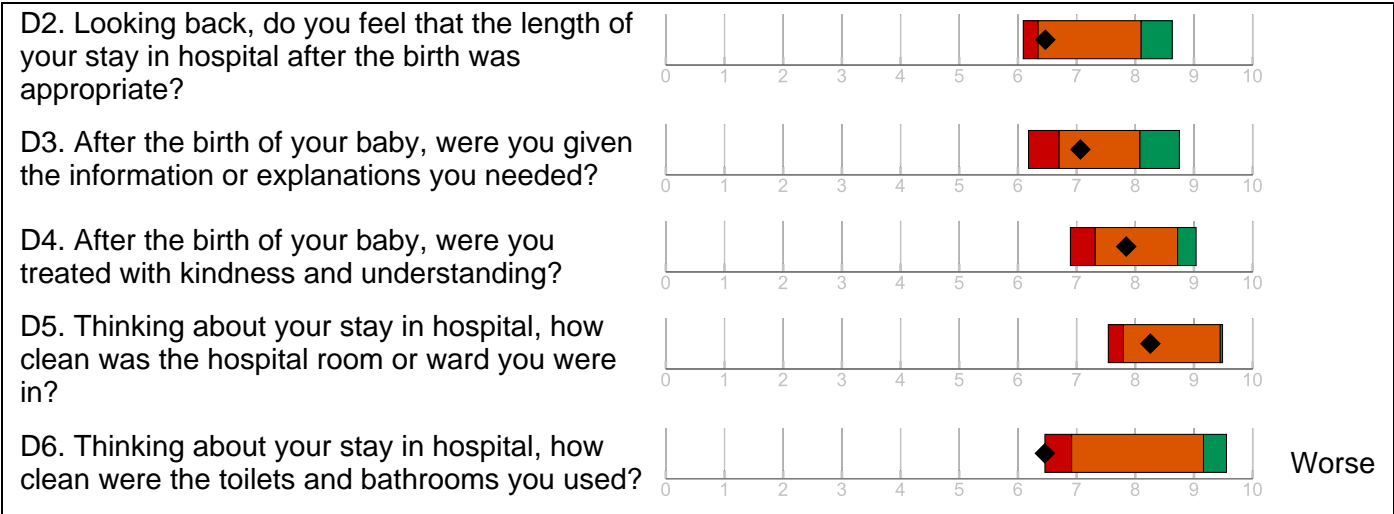 D2. Looking back, do you feel that the length of
your stay in hospital after the birth was
appropriate?
0 1 2 3 4 5 6 7 8 9 10
D3. After the birth of your baby, were you given
the information or explanations you needed?
0 1 2 3 4 5 6 7 8 9 10
D4. After the birth of your baby, were you
treated with kindness and understanding?
0 1 2 3 4 5 6 7 8 9 10
D5. Thinking about your stay in hospital, how
clean was the hospital room or ward you were
in?
0 1 2 3 4 5 6 7 8 9 10
D6. Thinking about your stay in hospital, how
clean were the toilets and bathrooms you used?
0 1 2 3 4 5 6 7 8 9 10
Worse